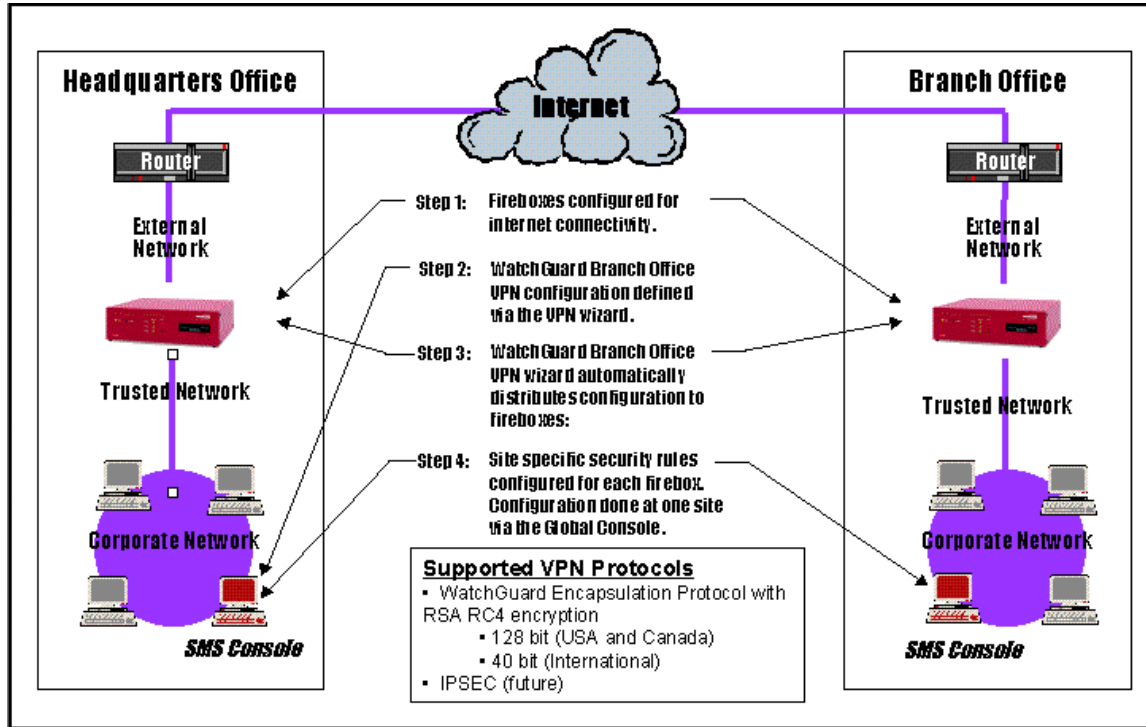 Headquarters Office
Internet
Branch Office
Router
Router
External
Network
External
Network
Step 1: Fireboxes configured for
internet connectivity.
Step 2: WatchGuard Branch Office
VPN configuration defined
via the VPN wizard.
Step 3: WatchGuard Branch Office
VPN wizard automatically
distributes configuration to
fireboxes:
Trusted Network
Trusted Network
Step 4: Site specific security rules
configured for each firebox.
Configuration done at one site
via the Global Console.
Corporate Network
Corporate Network
SMS Console
SMS Console
Supported VPN Protocols
▪ WatchGuard Encapsulation Protocol with
RSA RC4 encryption
▪ 128 bit (USA and Canada)
▪ 40 bit (International)
▪ IPSEC (future)